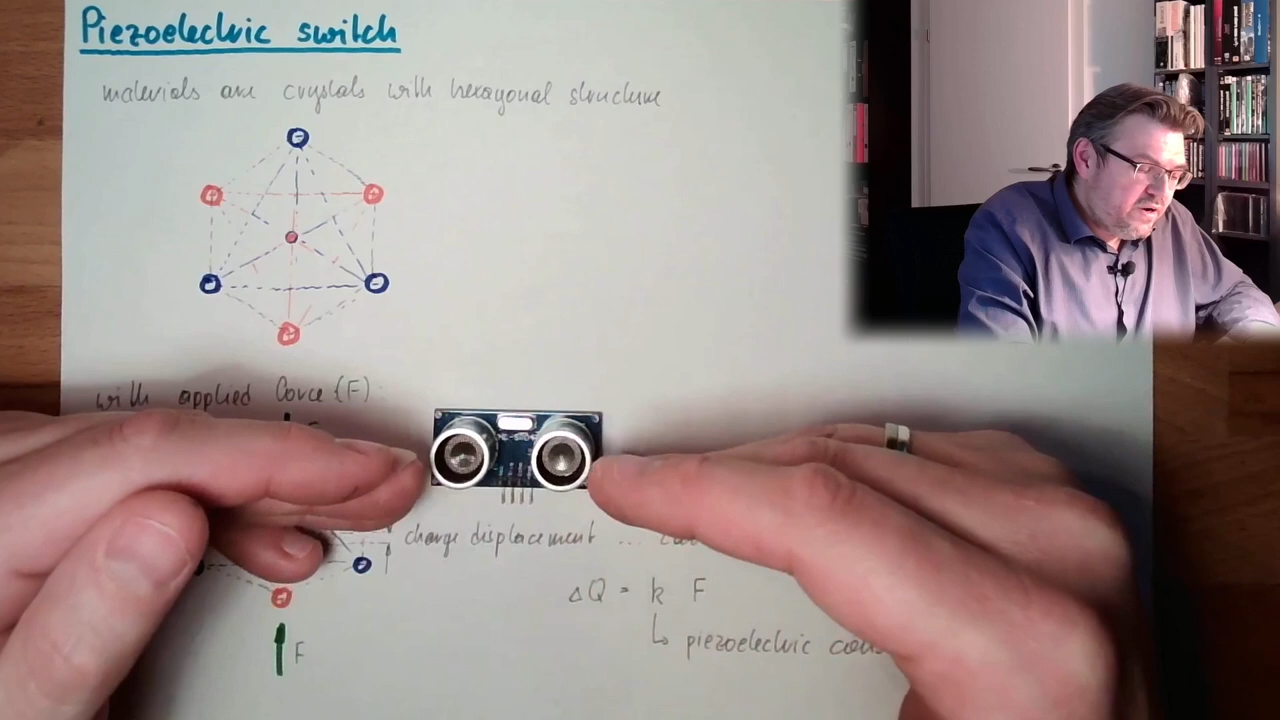 Piezoelectric switch
materials are crystals with hexagonal structure
with applied Force {F}:
charge displacement ...
ΔQ = k F
↳ piezoelectric
F